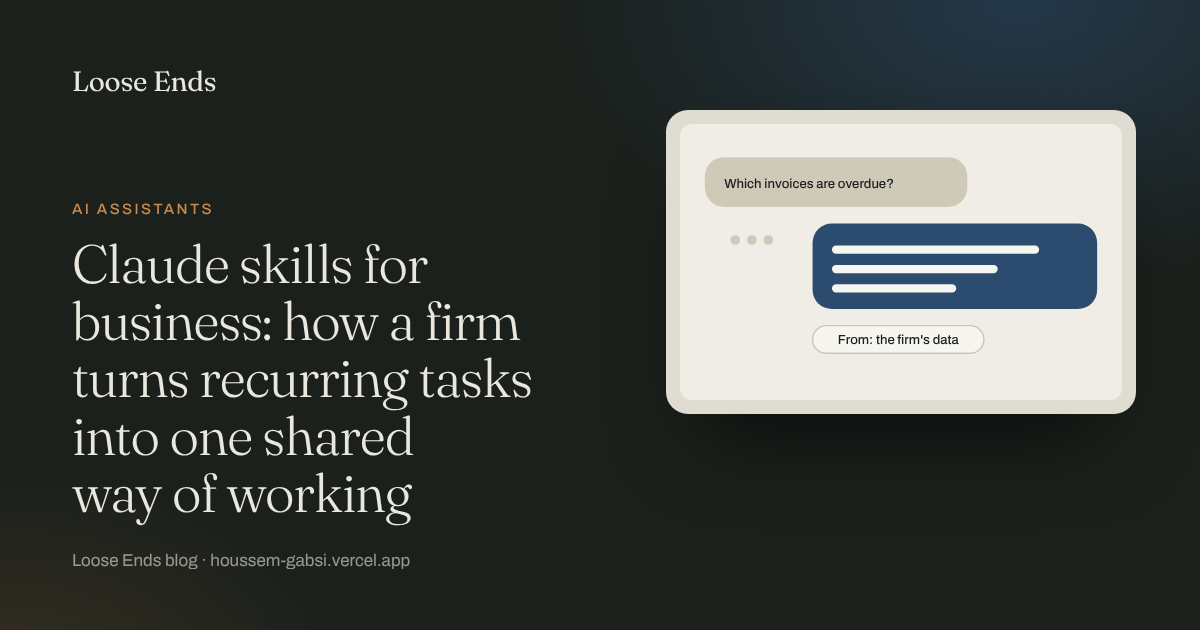 Loose Ends
AI ASSISTANTS
Claude skills for
business: how a firm
turns recurring tasks
into one shared
way of working
Loose Ends blog · houssem-gabsi.vercel.app
Which invoices are overdue?
From: the firm's data